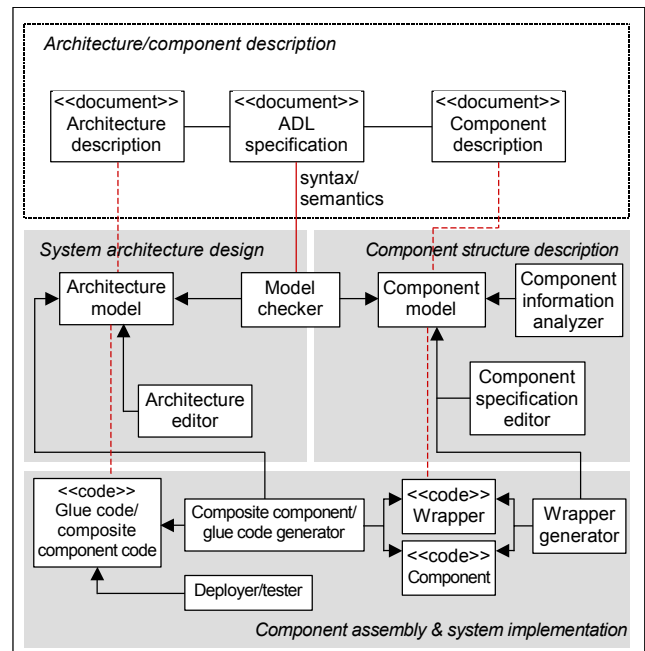 Architecture/component description
<<document>>
Architecture
description
<<document>>
ADL
specification
<<document>>
Component
description
syntax/
semantics
System architecture design
Component structure description
Architecture
model
Model
checker
Component
model
Component
information
analyzer
Architecture
editor
Component
specification
editor
<<code>>
Glue code/
composite
component code
Composite component/
glue code generator
<<code>>
Wrapper
<<code>>
Component
Wrapper
generator
Deployer/tester
Component assembly & system implementation